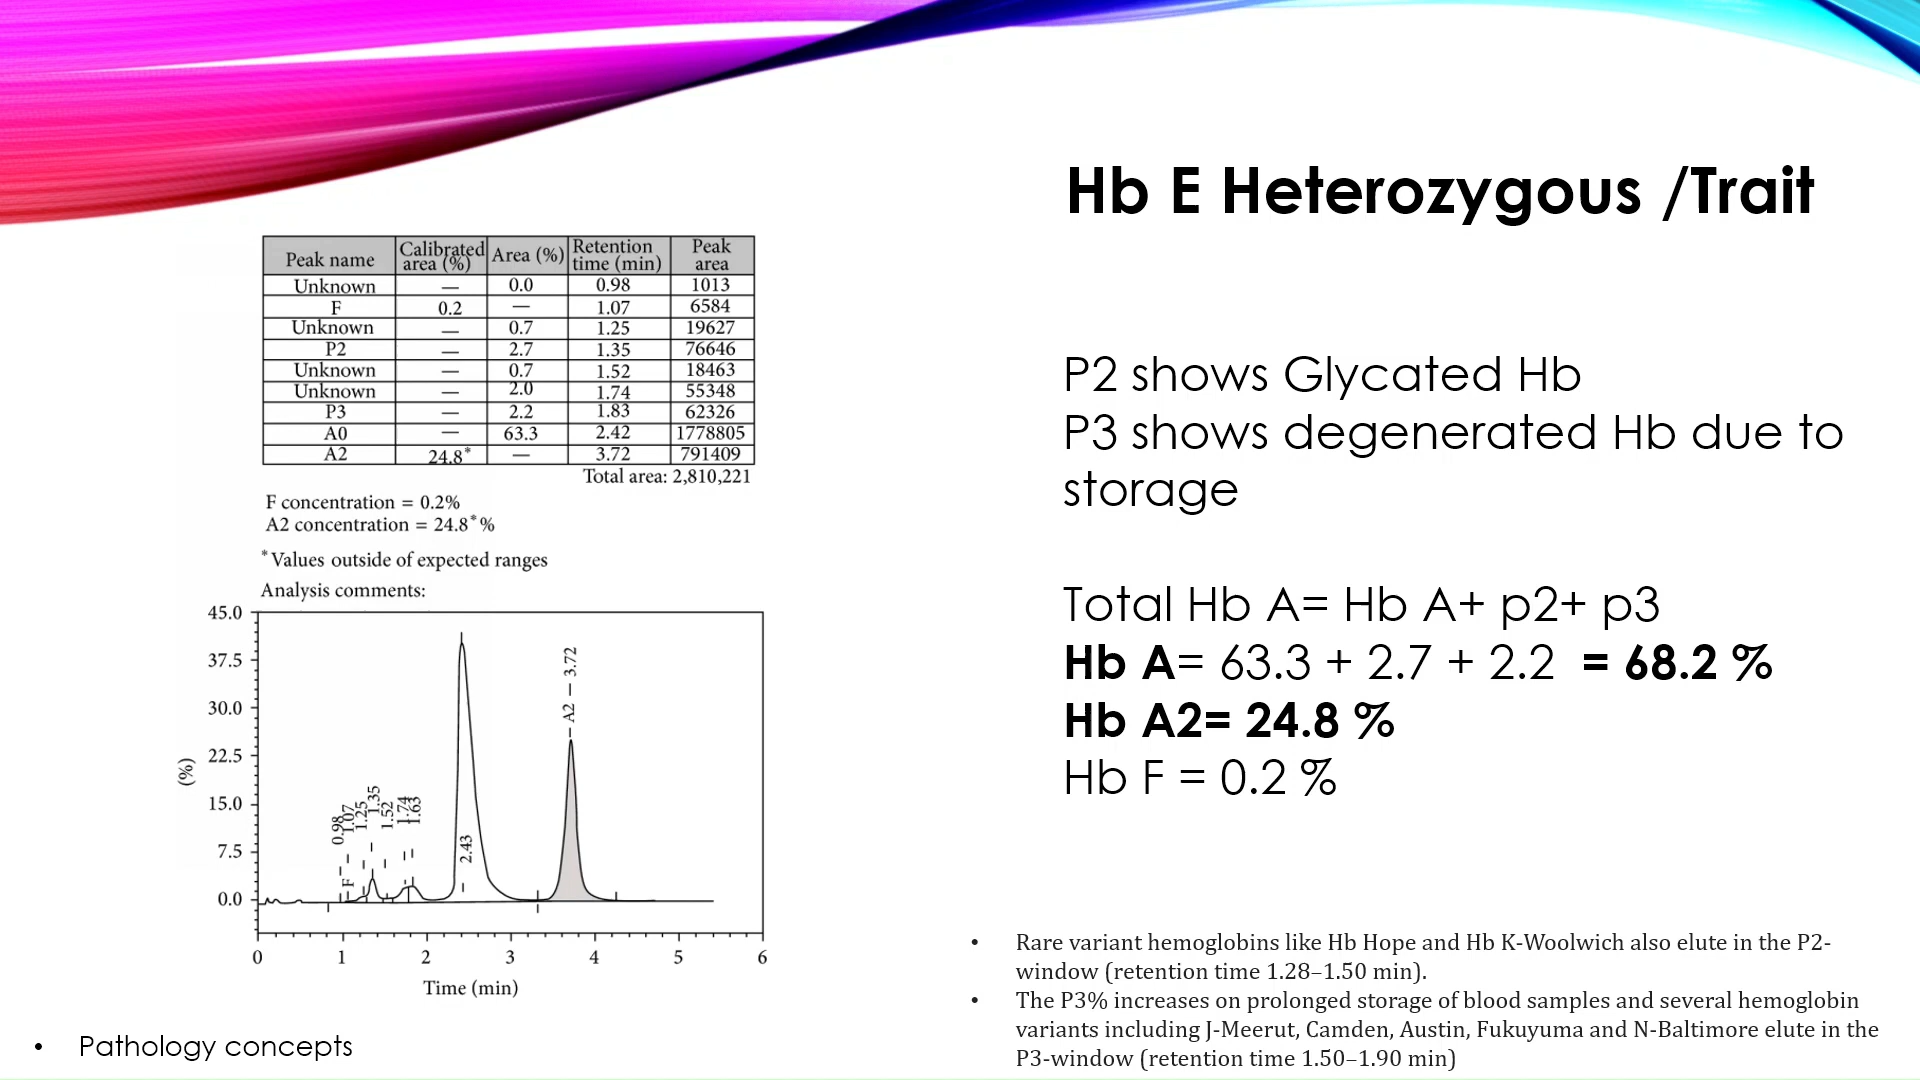 Hb E Heterozygous /Trait
Peak name Calibrated area (%) Area (%) Retention time (min) Peak area
Unknown — 0.0 0.98 1013
F 0.2 — 1.07 6584
Unknown — 0.7 1.25 19627
P2 — 2.7 1.35 76646
Unknown — 0.7 1.52 18463
Unknown — 2.0 1.74 55348
P3 — 2.2 1.83 62326
A0 — 63.3 2.42 1778805
A2 24.8* — 3.72 791409
Total area: 2,810,221
F concentration = 0.2%
A2 concentration = 24.8*%
*Values outside of expected ranges
Analysis comments:
45.0
37.5
30.0
22.5
15.0
7.5
0.0
(%)
0.98
1.07
1.25
1.35
1.52
1.74
1.63
F
2.43
A2 — 3.72
0 1 2 3 4 5 6
Time (min)
P2 shows Glycated Hb
P3 shows degenerated Hb due to
storage
Total Hb A= Hb A+ p2+ p3
Hb A= 63.3 + 2.7 + 2.2 = 68.2 %
Hb A2= 24.8 %
Hb F = 0.2 %
• Rare variant hemoglobins like Hb Hope and Hb K-Woolwich also elute in the P2-
window (retention time 1.28–1.50 min).
• The P3% increases on prolonged storage of blood samples and several hemoglobin
variants including J-Meerut, Camden, Austin, Fukuyuma and N-Baltimore elute in the
P3-window (retention time 1.50–1.90 min)
• Pathology concepts